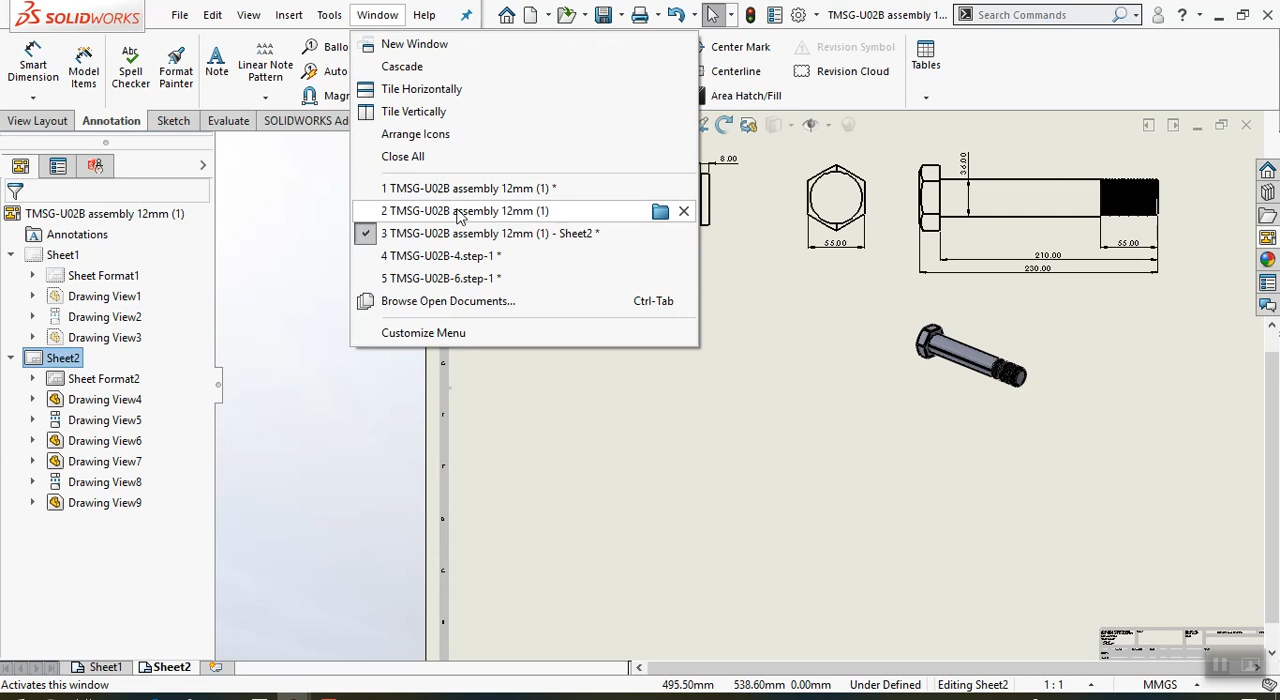 SOLIDWORKS
File Edit View Insert Tools Window Help
TMSG-U02B assembly 12mm (1...
Search Commands
Smart Dimension
Model Items
Spell Checker
Format Painter
Note
Linear Note Pattern
Ballo
Auto
Magr
Center Mark
Centerline
Area Hatch/Fill
Revision Symbol
Revision Cloud
Tables
View Layout Annotation Sketch Evaluate SOLIDWORKS Ad
New Window
Cascade
Tile Horizontally
Tile Vertically
Arrange Icons
Close All
1 TMSG-U02B assembly 12mm (1) *
2 TMSG-U02B assembly 12mm (1)
3 TMSG-U02B assembly 12mm (1) - Sheet2 *
4 TMSG-U02B-4.step-1 *
5 TMSG-U02B-6.step-1 *
Browse Open Documents... Ctrl-Tab
Customize Menu
TMSG-U02B assembly 12mm (1)
Annotations
Sheet1
Sheet Format1
Drawing View1
Drawing View2
Drawing View3
Sheet2
Sheet Format2
Drawing View4
Drawing View5
Drawing View6
Drawing View7
Drawing View8
Drawing View9
8.00
55.00
36.00
55.00
210.00
230.00
Sheet1 Sheet2
Activates this window
495.50mm 538.60mm 0.00mm Under Defined Editing Sheet2 1 : 1 MMGS